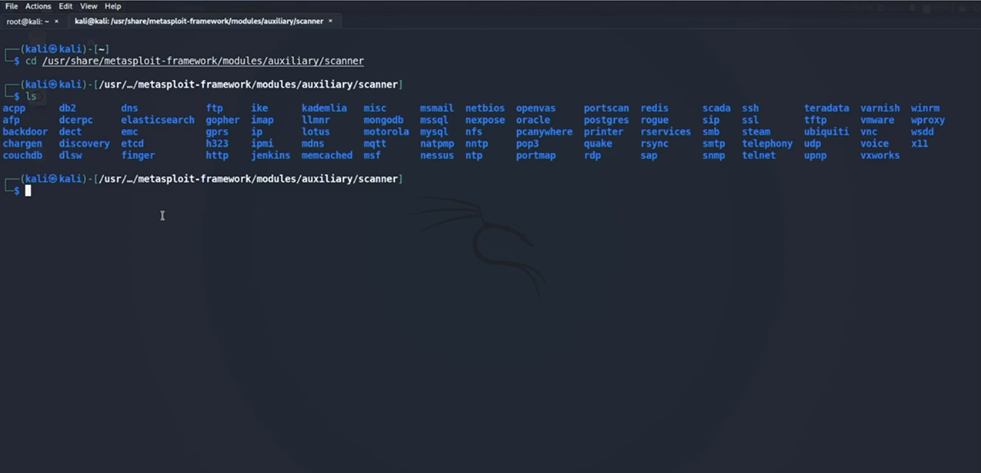 File Actions Edit View Help
root@kali: ~ × kali@kali: /usr/share/metasploit-framework/modules/auxiliary/scanner ×
┌──(kali㉿kali)-[~]
└─$ cd /usr/share/metasploit-framework/modules/auxiliary/scanner
┌──(kali㉿kali)-[/usr/…/metasploit-framework/modules/auxiliary/scanner]
└─$ ls
acpp db2 dns ftp ike kademlia misc msmail netbios openvas portscan redis scada ssh teradata varnish winrm
afp dcerpc elasticsearch gopher imap llmnr mongodb mssql nexpose oracle postgres rogue sip ssl tftp vmware wproxy
backdoor dect emc gprs ip lotus motorola mysql nfs pcanywhere printer rservices smb steam ubiquiti vnc wsdd
chargen discovery etcd h323 ipmi mdns mqtt natpmp nntp pop3 quake rsync smtp telephony udp voice x11
couchdb dlsw finger http jenkins memcached msf nessus ntp portmap rdp sap snmp telnet upnp vxworks
┌──(kali㉿kali)-[/usr/…/metasploit-framework/modules/auxiliary/scanner]
└─$